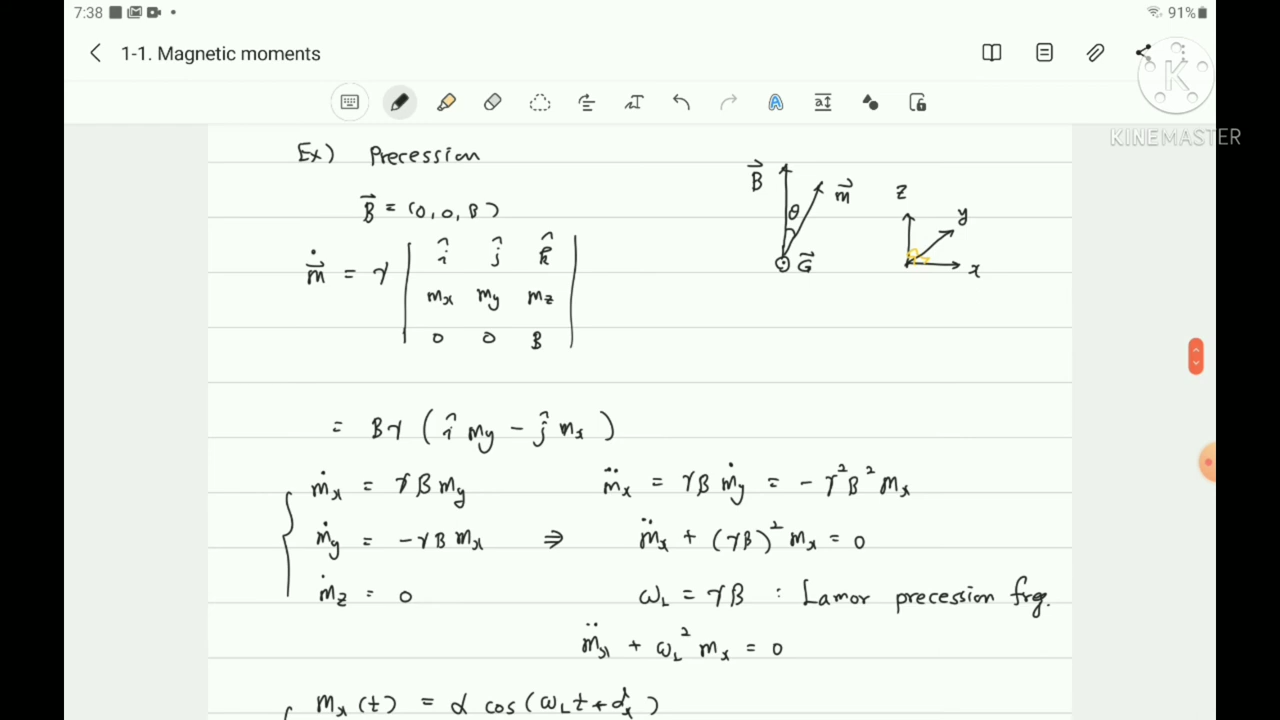 7:38
91%
1-1. Magnetic moments
KINEMASTER
Ex) Precession
B⃗ = (0, 0, B)
B⃗ θ m⃗ G⃗
z y x
ṁ⃗ = γ | î ĵ k̂
mx my mz
0 0 B |
= Bγ ( î my - ĵ mx )
ṁx = γB my
m̈x = γB ṁy = - γ²B² mx
ṁy = -γB mx ⇒ m̈x + (γB)² mx = 0
ṁz = 0
ωL = γB : Lamor precession frq.
m̈x + ωL² mx = 0
mx (t) = α cos(ωL t +